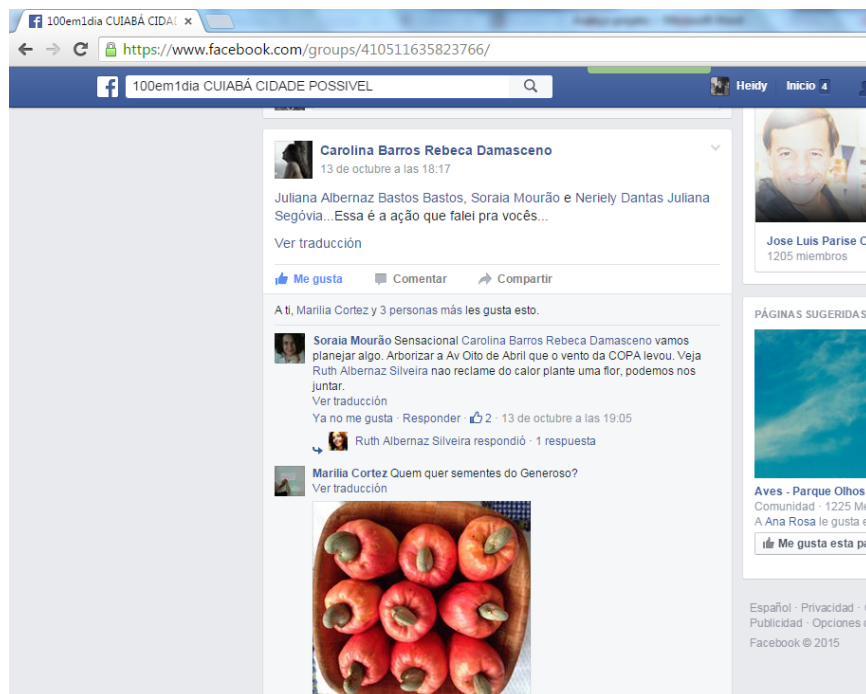 100em1dia CUIABÁ CIDA
https://www.facebook.com/groups/410511635823766/
100em1dia CUIABÁ CIDADE POSSIVEL
Heidy
Inicio 4
Carolina Barros Rebeca Damasceno
13 de octubre a las 18:17
Juliana Albernaz Bastos Bastos, Soraia Mourão e Neriely Dantas Juliana
Segóvia...Essa é a ação que falei pra vocês...
Ver traducción
Me gusta Comentar Compartir
A ti, Marilia Cortez y 3 personas más les gusta esto.
Soraia Mourão Sensacional Carolina Barros Rebeca Damasceno vamos
planejar algo. Arborizar a Av Oito de Abril que o vento da COPA levou. Veja
Ruth Albernaz Silveira nao reclame do calor plante uma flor, podemos nos
juntar.
Ver traducción
Ya no me gusta · Responder · 2 · 13 de octubre a las 19:05
Ruth Albernaz Silveira respondió · 1 respuesta
Marilia Cortez Quem quer sementes do Generoso?
Ver traducción
Jose Luis Parise
1205 miembros
PÁGINAS SUGERIDAS
Aves - Parque Olhos
Comunidad · 1225 Me
A Ana Rosa le gusta e
Me gusta esta pá
Español · Privacidad ·
Publicidad · Opciones
Facebook © 2015